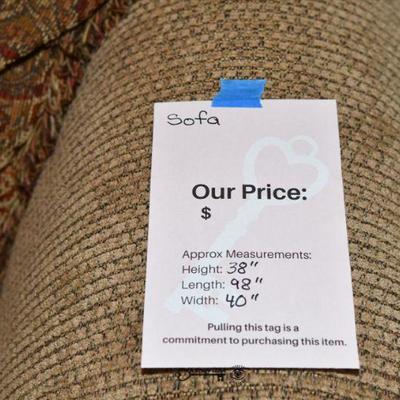 Sofa
Our Price:
$
Approx Measurements:
Height: 38"
Length: 98"
Width: 40"
Pulling this tag is a
commitment to purchasing this item.